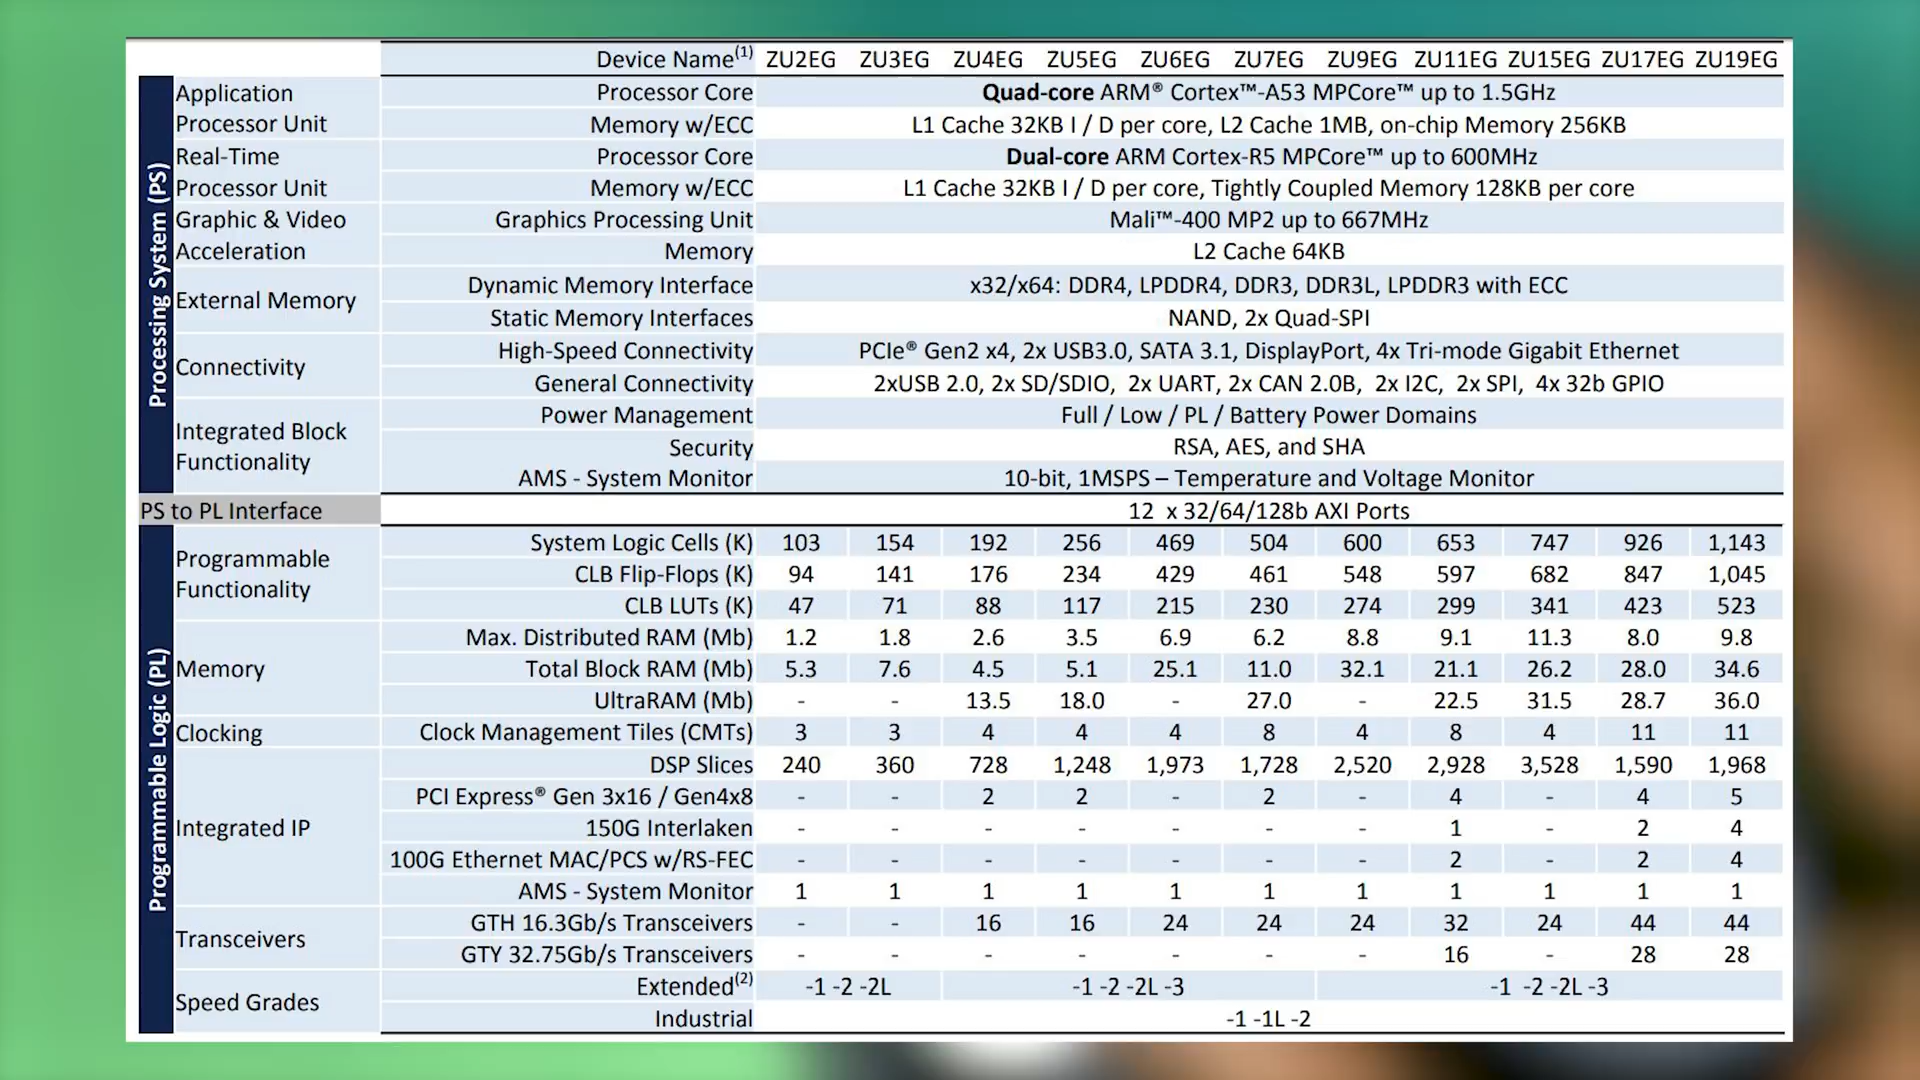 Device Name(1) ZU2EG ZU3EG ZU4EG ZU5EG ZU6EG ZU7EG ZU9EG ZU11EG ZU15EG ZU17EG ZU19EG
Processing System (PS)
Application Processor Core Quad-core ARM® Cortex™-A53 MPCore™ up to 1.5GHz
Processor Unit Memory w/ECC L1 Cache 32KB I / D per core, L2 Cache 1MB, on-chip Memory 256KB
Real-Time Processor Core Dual-core ARM Cortex-R5 MPCore™ up to 600MHz
Processor Unit Memory w/ECC L1 Cache 32KB I / D per core, Tightly Coupled Memory 128KB per core
Graphic & Video Graphics Processing Unit Mali™-400 MP2 up to 667MHz
Acceleration Memory L2 Cache 64KB
External Memory
Dynamic Memory Interface x32/x64: DDR4, LPDDR4, DDR3, DDR3L, LPDDR3 with ECC
Static Memory Interfaces NAND, 2x Quad-SPI
Connectivity
High-Speed Connectivity PCIe® Gen2 x4, 2x USB3.0, SATA 3.1, DisplayPort, 4x Tri-mode Gigabit Ethernet
General Connectivity 2xUSB 2.0, 2x SD/SDIO, 2x UART, 2x CAN 2.0B, 2x I2C, 2x SPI, 4x 32b GPIO
Integrated Block
Functionality
Power Management Full / Low / PL / Battery Power Domains
Security RSA, AES, and SHA
AMS - System Monitor 10-bit, 1MSPS – Temperature and Voltage Monitor
PS to PL Interface 12 x 32/64/128b AXI Ports
Programmable Logic (PL)
Programmable
Functionality
System Logic Cells (K) 103 154 192 256 469 504 600 653 747 926 1,143
CLB Flip-Flops (K) 94 141 176 234 429 461 548 597 682 847 1,045
CLB LUTs (K) 47 71 88 117 215 230 274 299 341 423 523
Memory
Max. Distributed RAM (Mb) 1.2 1.8 2.6 3.5 6.9 6.2 8.8 9.1 11.3 8.0 9.8
Total Block RAM (Mb) 5.3 7.6 4.5 5.1 25.1 11.0 32.1 21.1 26.2 28.0 34.6
UltraRAM (Mb) - - 13.5 18.0 - 27.0 - 22.5 31.5 28.7 36.0
Clocking Clock Management Tiles (CMTs) 3 3 4 4 4 8 4 8 4 11 11
Integrated IP
DSP Slices 240 360 728 1,248 1,973 1,728 2,520 2,928 3,528 1,590 1,968
PCI Express® Gen 3x16 / Gen4x8 - - 2 2 - 2 - 4 - 4 5
150G Interlaken - - - - - - - 1 - 2 4
100G Ethernet MAC/PCS w/RS-FEC - - - - - - - 2 - 2 4
AMS - System Monitor 1 1 1 1 1 1 1 1 1 1 1
Transceivers
GTH 16.3Gb/s Transceivers - - 16 16 24 24 24 32 24 44 44
GTY 32.75Gb/s Transceivers - - - - - - - 16 - 28 28
Speed Grades
Extended(2) -1 -2 -2L -1 -2 -2L -3 -1 -2 -2L -3
Industrial -1 -1L -2